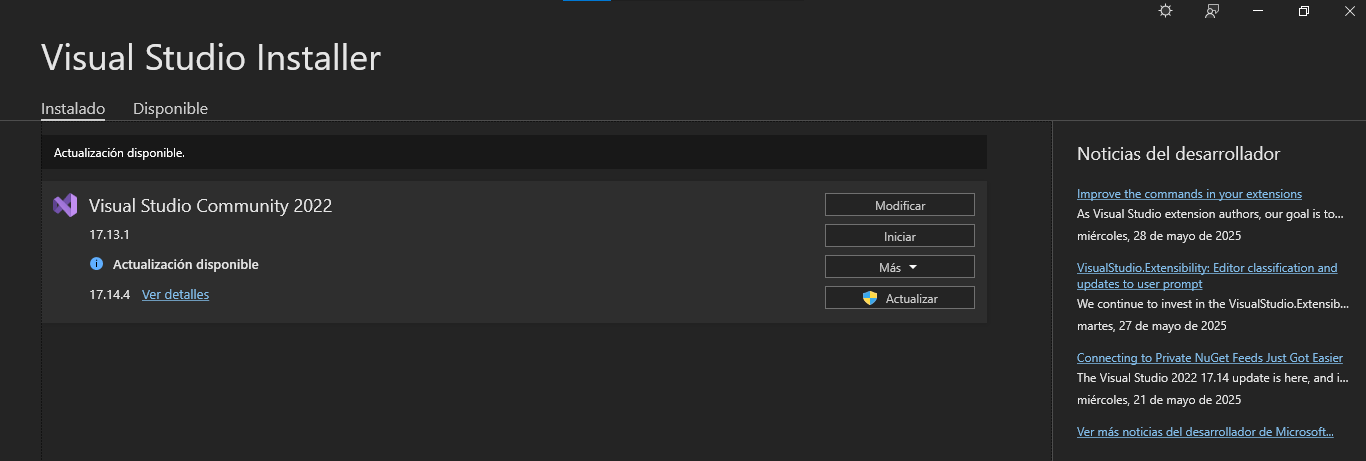 Visual Studio Installer
Instalado
Disponible
Actualización disponible.
Visual Studio Community 2022
17.13.1
Actualización disponible
17.14.4 Ver detalles
Modificar
Iniciar
Más
Actualizar
Noticias del desarrollador
Improve the commands in your extensions
As Visual Studio extension authors, our goal is to...
miércoles, 28 de mayo de 2025
VisualStudio.Extensibility: Editor classification and
updates to user prompt
We continue to invest in the VisualStudio.Extensib...
martes, 27 de mayo de 2025
Connecting to Private NuGet Feeds Just Got Easier
The Visual Studio 2022 17.14 update is here, and i...
miércoles, 21 de mayo de 2025
Ver más noticias del desarrollador de Microsoft...